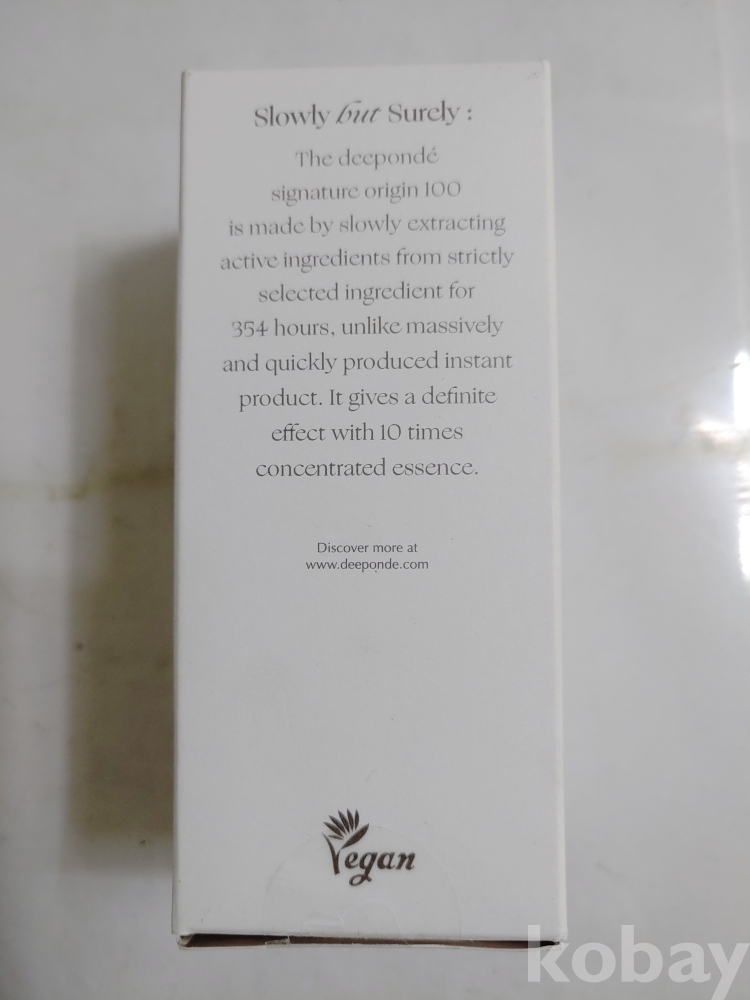 Slowly but Surely :
The deepondé
signature origin 100
is made by slowly extracting
active ingredients from strictly
selected ingredient for
354 hours, unlike massively
and quickly produced instant
product. It gives a definite
effect with 10 times
concentrated essence.
Discover more at
www.deeponde.com
Vegan
kobay